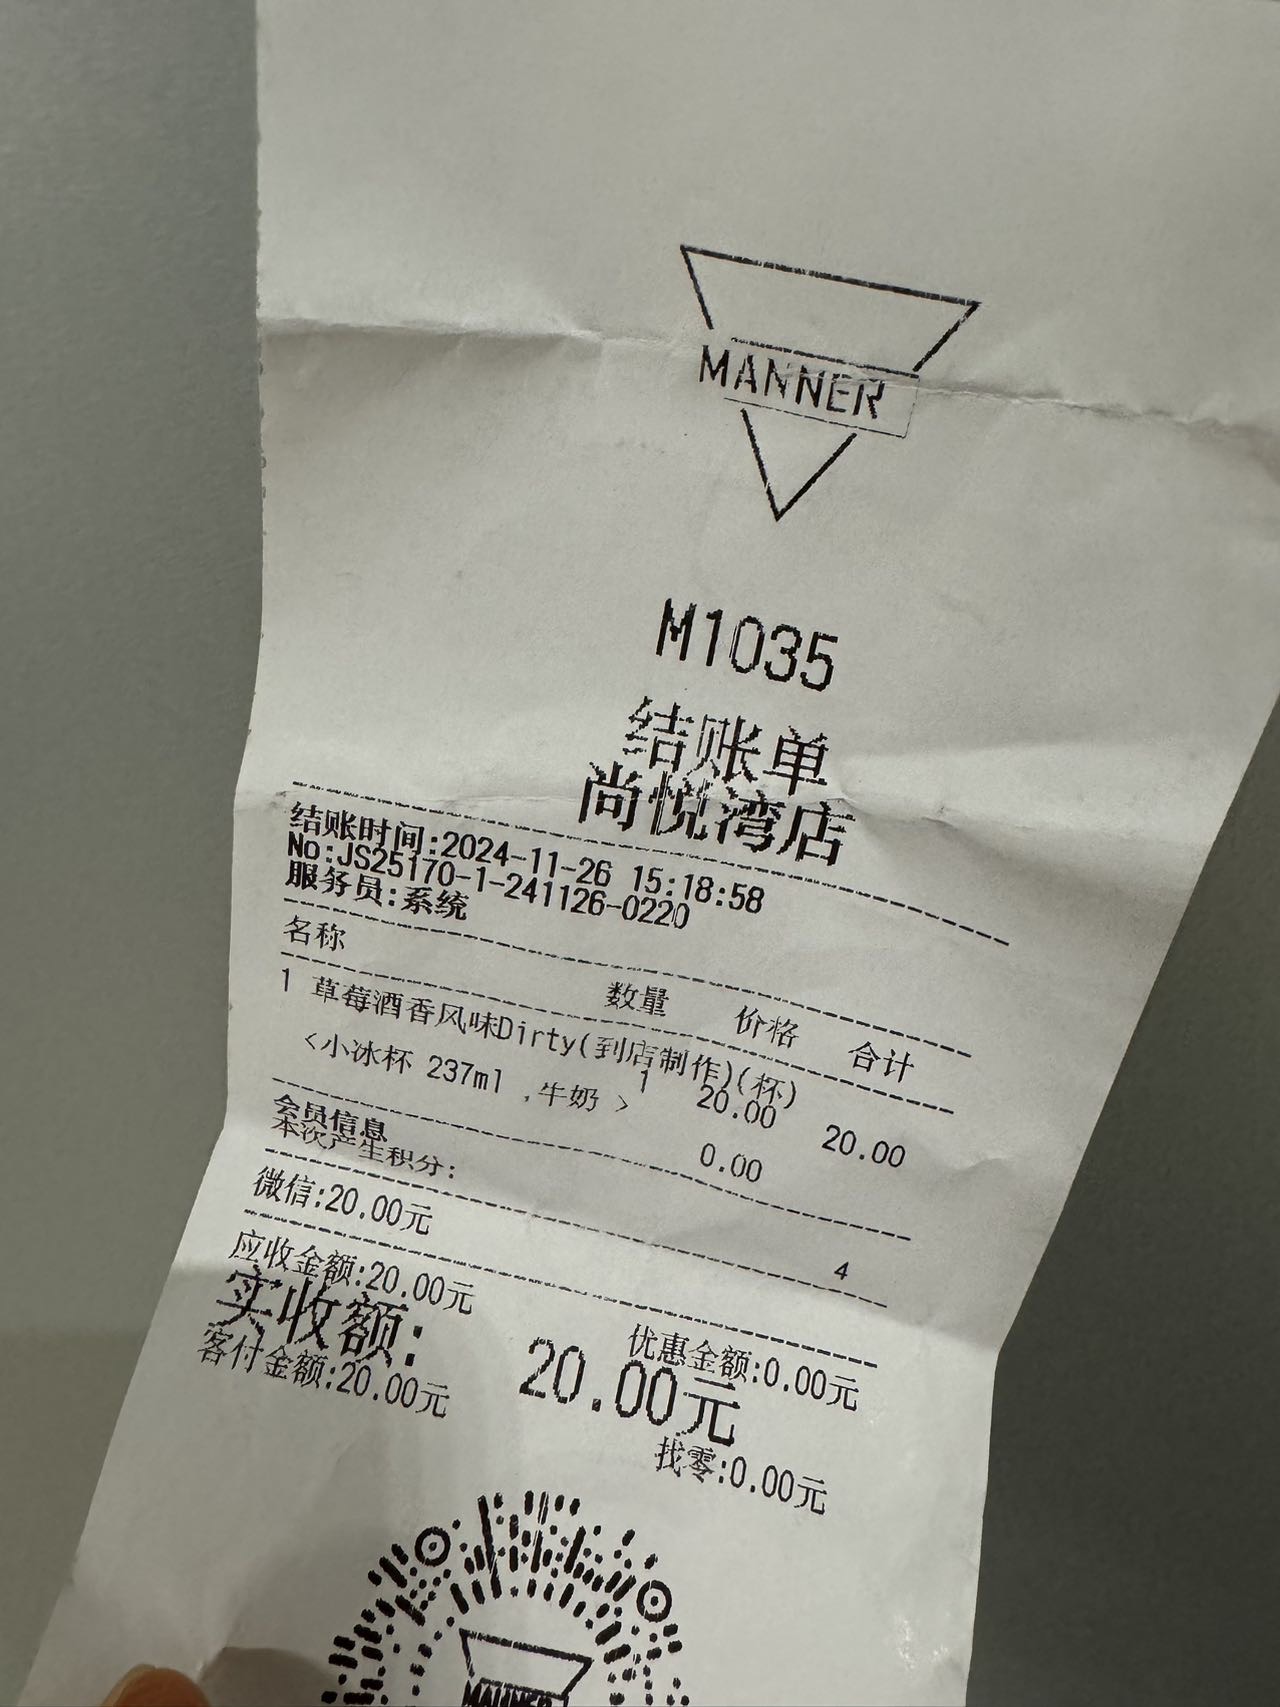 MANNER
M1035
结账单
尚悦湾店
结账时间:2024-11-26 15:18:58
No:JS25170-1-241126-0220
服务员:系统
名称 数量 价格 合计
1 草莓酒香风味Dirty(到店制作)(杯)
1 20.00 20.00
<小冰杯 237ml ,牛奶 > 0.00
会员信息
本次产生积分: 4
微信:20.00元
应收金额:20.00元 优惠金额:0.00元
实收额: 20.00元
客付金额:20.00元 找零:0.00元
MANNER